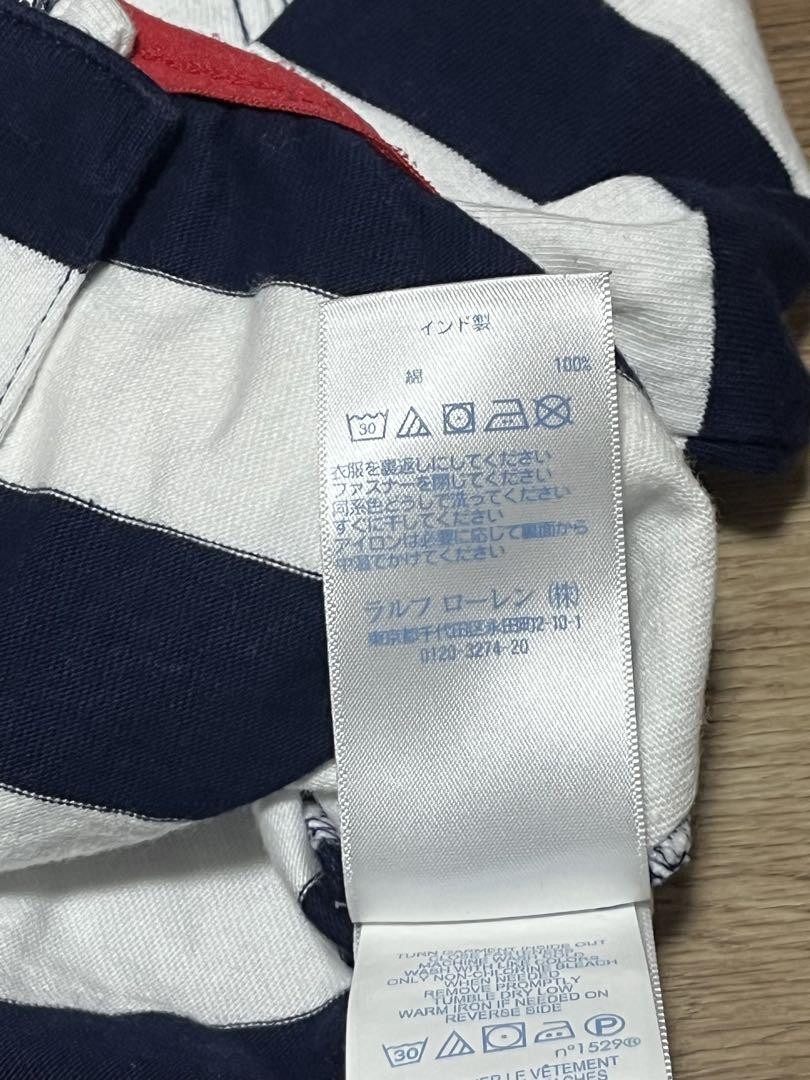 インド製
綿 100%
30
衣服を裏返しにしてください
ファスナーを閉してください
同系色どうしで洗ってください
すぐに干してください
アイロンは必要に応じて裏面から
中温でかけてください
ラルフ ローレン (株)
東京都千代田区永田町2-10-1
0120-3274-20
TURN GARMENT INSIDE OUT
MACHINE WASH COLD
WASH WITH LIKE COLORS
ONLY NON-CHLORINE BLEACH
WHEN NEEDED
REMOVE PROMPTLY
TUMBLE DRY LOW
WARM IRON IF NEEDED ON
REVERSE SIDE
30 P
n°1529®
LE VÊTEMENT